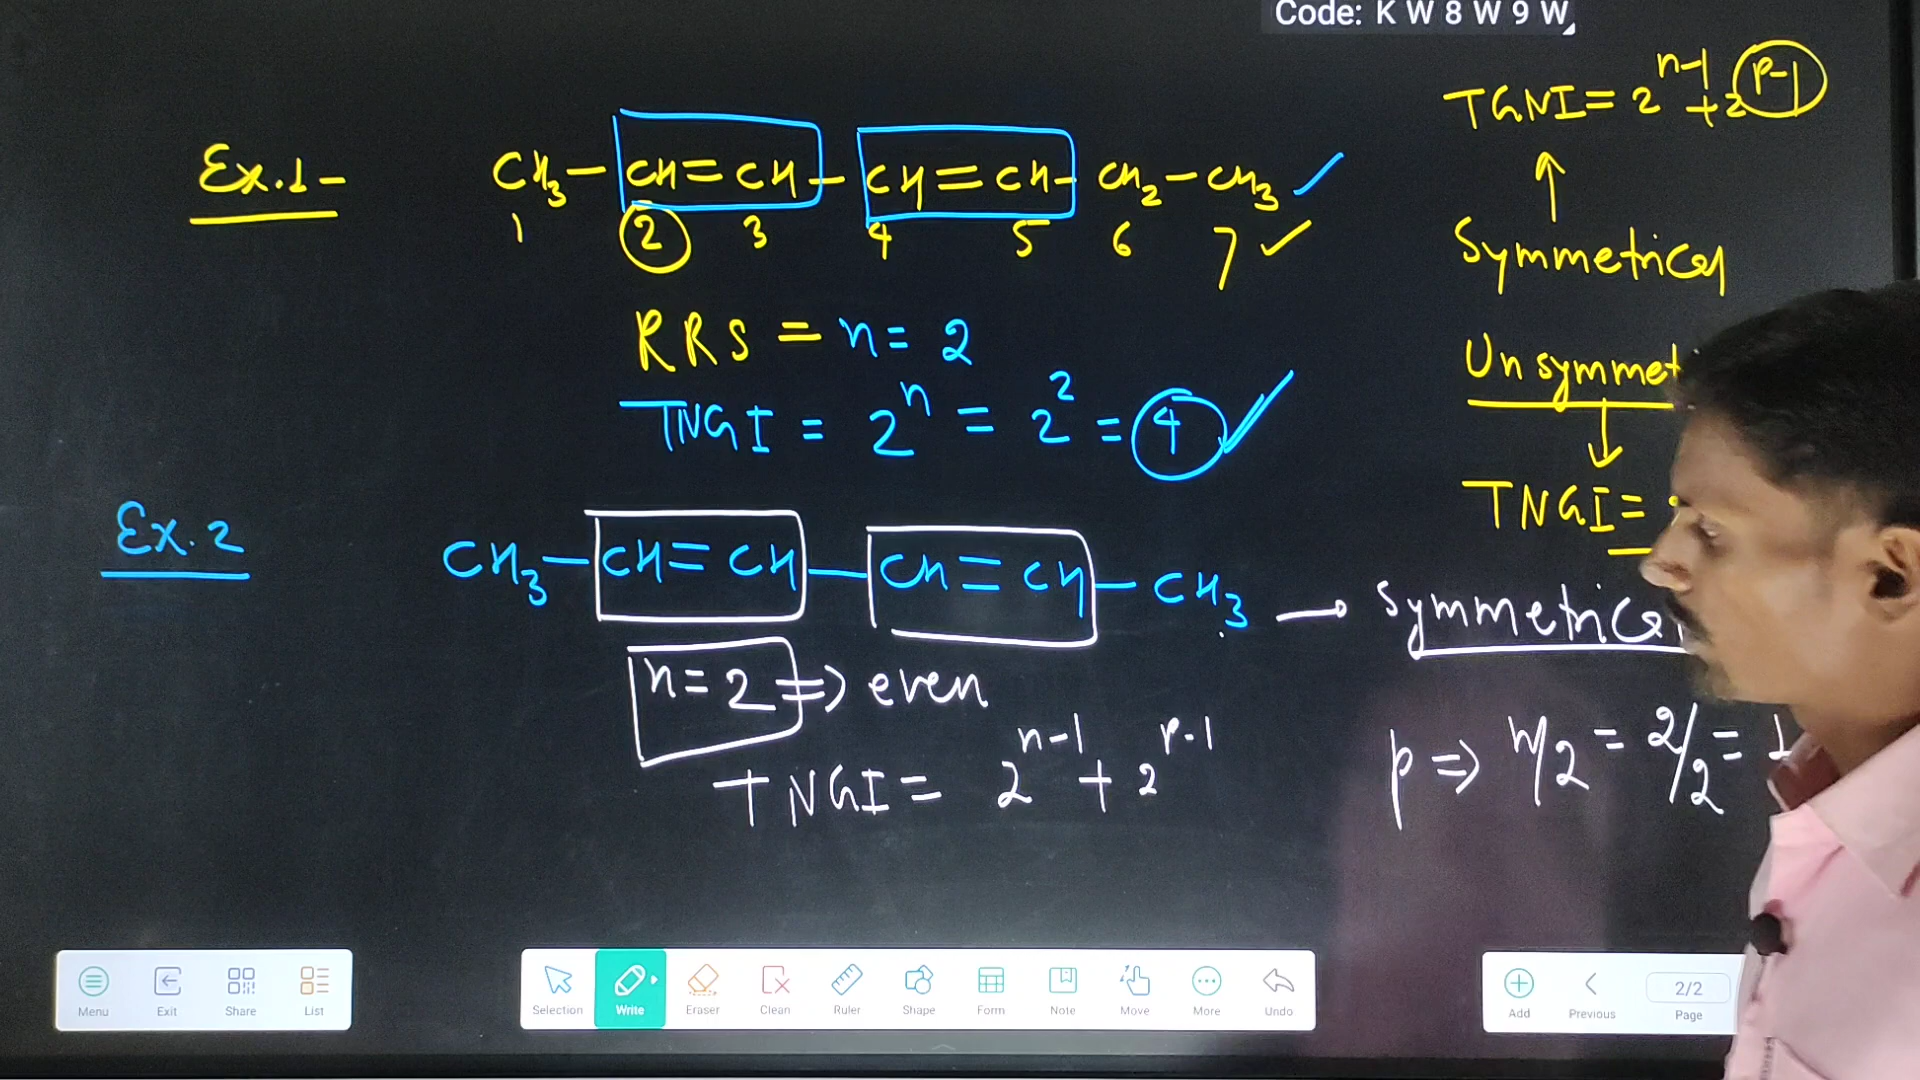 Code: K W 8 W 9 W
TGNI = 2^(n-1) + 2^(p-1)
Symmetrical
Unsymmet
TNGI =
Ex.1-
CH₃-CH=CH-CH=CH-CH₂-CH₃
1 2 3 4 5 6 7
RRS = n = 2
TNGI = 2^n = 2^2 = 4
Ex.2
CH₃-CH=CH-CH=CH-CH₃ → Symmetrical
n=2 ⇒ even
TNGI = 2^(n-1) + 2^(p-1)
p ⇒ n/2 = 2/2 = 1
Menu Exit Share List
Selection Write Eraser Clean Ruler Shape Form Note Move More Undo
Add Previous 2/2 Page